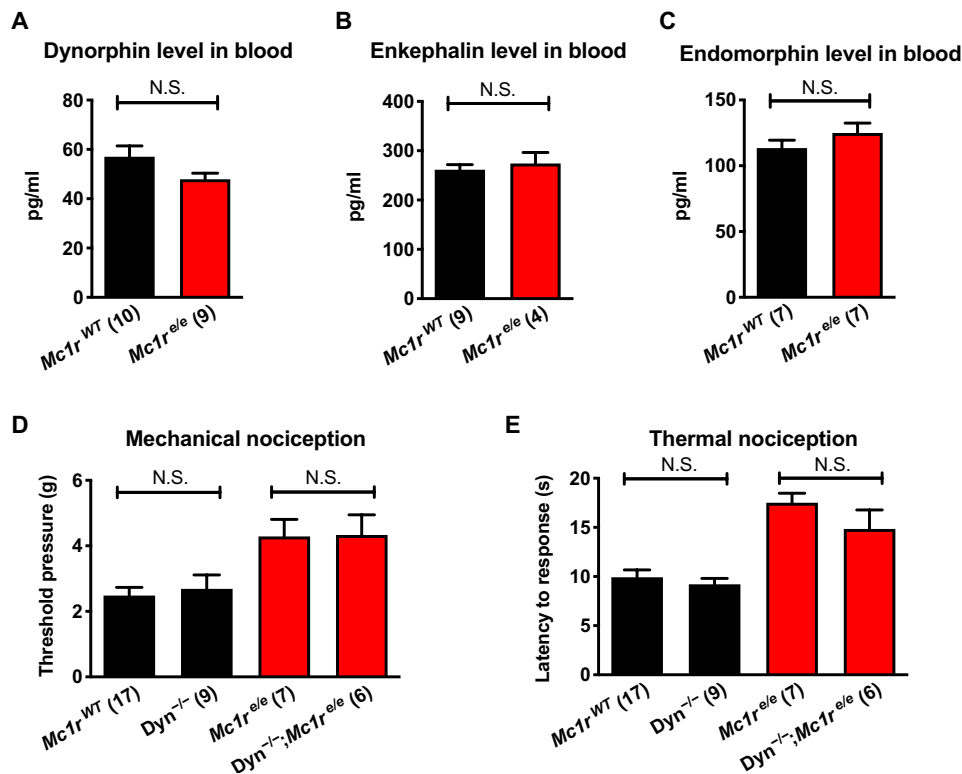 A
Dynorphin level in blood
N.S.
80
60
40
20
0
pg/ml
Mc1r^WT (10)
Mc1r^e/e (9)
B
Enkephalin level in blood
N.S.
400
300
200
100
0
pg/ml
Mc1r^WT (9)
Mc1r^e/e (4)
C
Endomorphin level in blood
N.S.
150
100
50
0
pg/ml
Mc1r^WT (7)
Mc1r^e/e (7)
D
Mechanical nociception
N.S.
N.S.
6
4
2
0
Threshold pressure (g)
Mc1r^WT (17)
Dyn^−/− (9)
Mc1r^e/e (7)
Dyn^−/−;Mc1r^e/e (6)
E
Thermal nociception
N.S.
N.S.
20
15
10
5
0
Latency to response (s)
Mc1r^WT (17)
Dyn^−/− (9)
Mc1r^e/e (7)
Dyn^−/−;Mc1r^e/e (6)